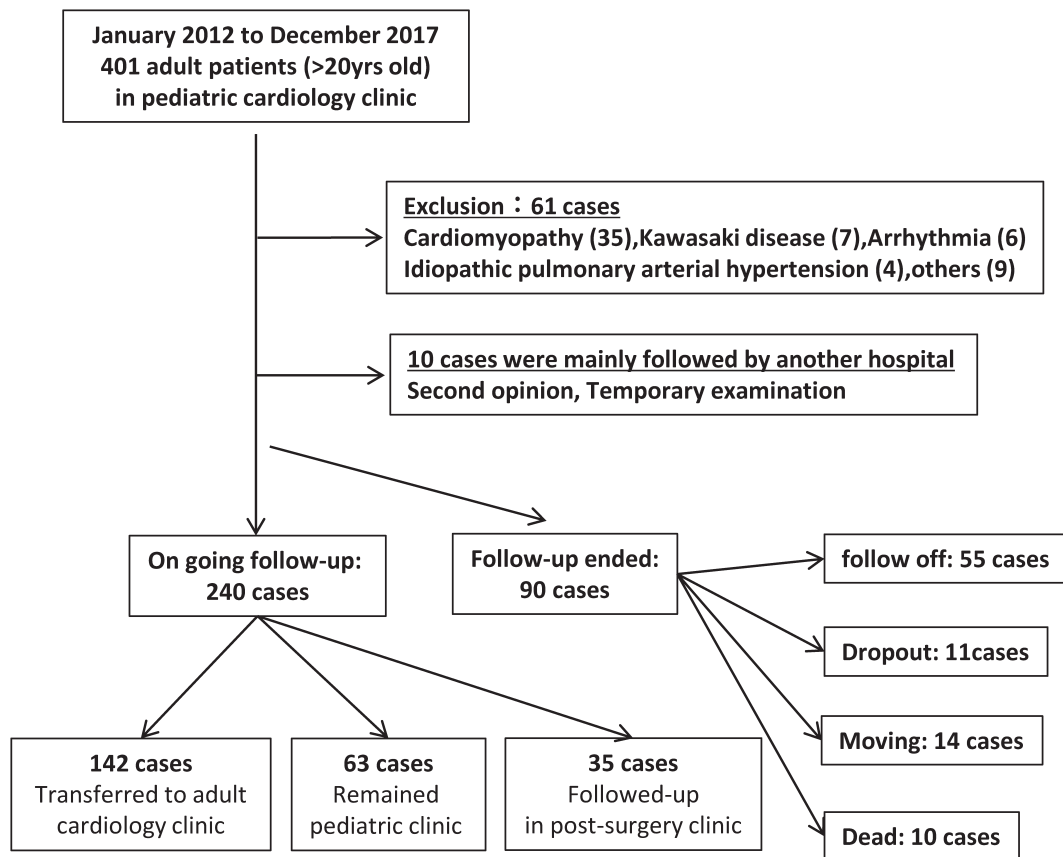 January 2012 to December 2017
401 adult patients (>20yrs old)
in pediatric cardiology clinic
Exclusion：61 cases
Cardiomyopathy (35),Kawasaki disease (7),Arrhythmia (6)
Idiopathic pulmonary arterial hypertension (4),others (9)
10 cases were mainly followed by another hospital
Second opinion, Temporary examination
On going follow-up:
240 cases
Follow-up ended:
90 cases
follow off: 55 cases
Dropout: 11cases
Moving: 14 cases
Dead: 10 cases
142 cases
Transferred to adult
cardiology clinic
63 cases
Remained
pediatric clinic
35 cases
Followed-up
in post-surgery clinic